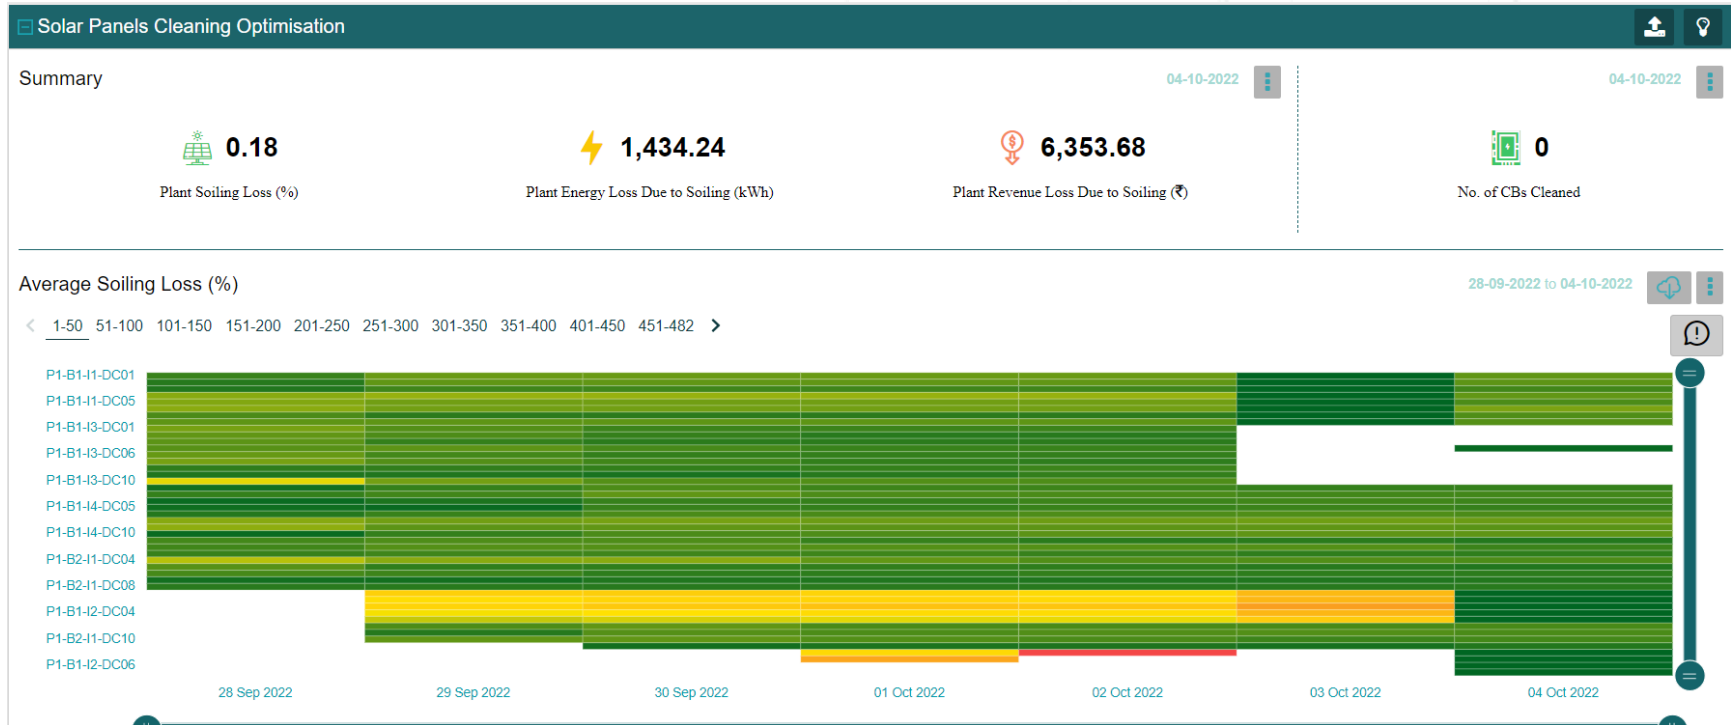 Solar Panels Cleaning Optimisation
Summary
04-10-2022
04-10-2022
0.18
1,434.24
6,353.68
0
Plant Soiling Loss (%)
Plant Energy Loss Due to Soiling (kWh)
Plant Revenue Loss Due to Soiling (₹)
No. of CBs Cleaned
Average Soiling Loss (%)
28-09-2022 to 04-10-2022
1-50 51-100 101-150 151-200 201-250 251-300 301-350 351-400 401-450 451-482
P1-B1-I1-DC01
P1-B1-I1-DC05
P1-B1-I3-DC01
P1-B1-I3-DC06
P1-B1-I3-DC10
P1-B1-I4-DC05
P1-B1-I4-DC10
P1-B2-I1-DC04
P1-B2-I1-DC08
P1-B1-I2-DC04
P1-B2-I1-DC10
P1-B1-I2-DC06
28 Sep 2022 29 Sep 2022 30 Sep 2022 01 Oct 2022 02 Oct 2022 03 Oct 2022 04 Oct 2022